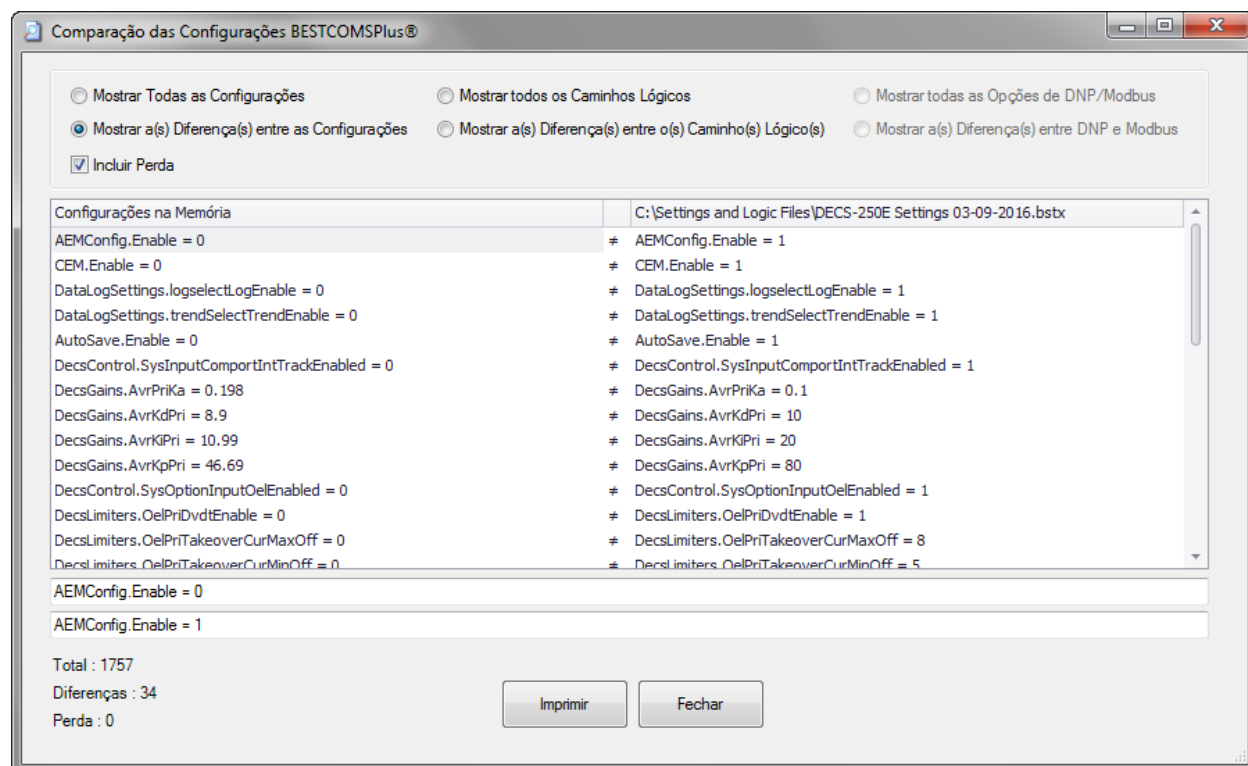 Comparação das Configurações BESTCOMSPlus®
Mostrar Todas as Configurações Mostrar todos os Caminhos Lógicos Mostrar todas as Opções de DNP/Modbus
Mostrar a(s) Diferença(s) entre as Configurações Mostrar a(s) Diferença(s) entre o(s) Caminho(s) Lógico(s) Mostrar a(s) Diferença(s) entre DNP e Modbus
Incluir Perda
Configurações na Memória C:\Settings and Logic Files\DECS-250E Settings 03-09-2016.bstx
AEMConfig.Enable = 0 ≠ AEMConfig.Enable = 1
CEM.Enable = 0 ≠ CEM.Enable = 1
DataLogSettings.logselectLogEnable = 0 ≠ DataLogSettings.logselectLogEnable = 1
DataLogSettings.trendSelectTrendEnable = 0 ≠ DataLogSettings.trendSelectTrendEnable = 1
AutoSave.Enable = 0 ≠ AutoSave.Enable = 1
DecsControl.SysInputComportIntTrackEnabled = 0 ≠ DecsControl.SysInputComportIntTrackEnabled = 1
DecsGains.AvrPriKa = 0.198 ≠ DecsGains.AvrPriKa = 0.1
DecsGains.AvrKdPri = 8.9 ≠ DecsGains.AvrKdPri = 10
DecsGains.AvrKiPri = 10.99 ≠ DecsGains.AvrKiPri = 20
DecsGains.AvrKpPri = 46.69 ≠ DecsGains.AvrKpPri = 80
DecsControl.SysOptionInputOelEnabled = 0 ≠ DecsControl.SysOptionInputOelEnabled = 1
DecsLimiters.OelPriDvdtEnable = 0 ≠ DecsLimiters.OelPriDvdtEnable = 1
DecsLimiters.OelPriTakeoverCurMaxOff = 0 ≠ DecsLimiters.OelPriTakeoverCurMaxOff = 8
DecsLimiters.OelPriTakeoverCurMinOff = 0 ≠ DecsLimiters.OelPriTakeoverCurMinOff = 5
AEMConfig.Enable = 0
AEMConfig.Enable = 1
Total : 1757
Diferenças : 34
Perda : 0
Imprimir Fechar